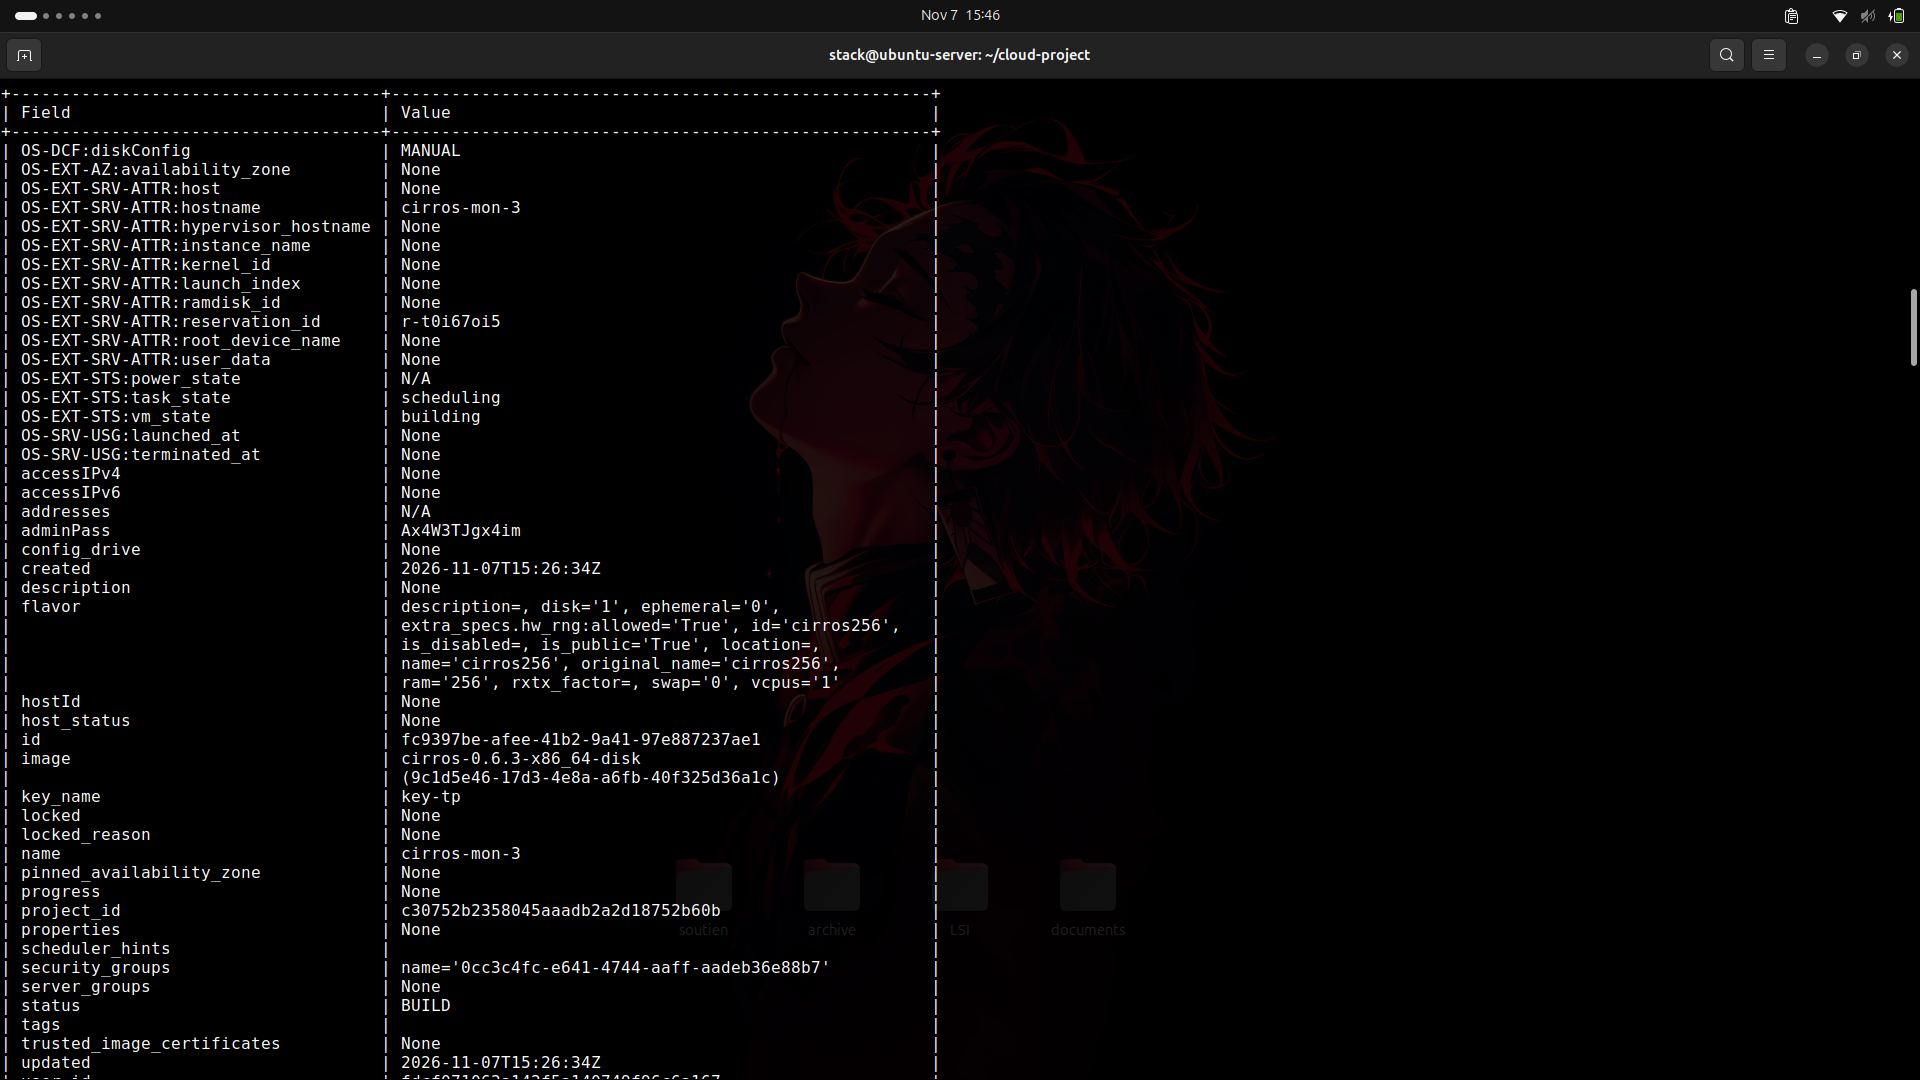 Nov 7 15:46
stack@ubuntu-server: ~/cloud-project
+-------------------------------------+------------------------------------------------------+
| Field | Value |
+-------------------------------------+------------------------------------------------------+
| OS-DCF:diskConfig | MANUAL |
| OS-EXT-AZ:availability_zone | None |
| OS-EXT-SRV-ATTR:host | None |
| OS-EXT-SRV-ATTR:hostname | cirros-mon-3 |
| OS-EXT-SRV-ATTR:hypervisor_hostname | None |
| OS-EXT-SRV-ATTR:instance_name | None |
| OS-EXT-SRV-ATTR:kernel_id | None |
| OS-EXT-SRV-ATTR:launch_index | None |
| OS-EXT-SRV-ATTR:ramdisk_id | None |
| OS-EXT-SRV-ATTR:reservation_id | r-t0i67oi5 |
| OS-EXT-SRV-ATTR:root_device_name | None |
| OS-EXT-SRV-ATTR:user_data | None |
| OS-EXT-STS:power_state | N/A |
| OS-EXT-STS:task_state | scheduling |
| OS-EXT-STS:vm_state | building |
| OS-SRV-USG:launched_at | None |
| OS-SRV-USG:terminated_at | None |
| accessIPv4 | None |
| accessIPv6 | None |
| addresses | N/A |
| adminPass | Ax4W3TJgx4im |
| config_drive | None |
| created | 2026-11-07T15:26:34Z |
| description | None |
| flavor | description=, disk='1', ephemeral='0', |
| | extra_specs.hw_rng:allowed='True', id='cirros256', |
| | is_disabled=, is_public='True', location=, |
| | name='cirros256', original_name='cirros256', |
| | ram='256', rxtx_factor=, swap='0', vcpus='1' |
| hostId | None |
| host_status | None |
| id | fc9397be-afee-41b2-9a41-97e887237ae1 |
| image | cirros-0.6.3-x86_64-disk |
| | (9c1d5e46-17d3-4e8a-a6fb-40f325d36a1c) |
| key_name | key-tp |
| locked | None |
| locked_reason | None |
| name | cirros-mon-3 |
| pinned_availability_zone | None |
| progress | None |
| project_id | c30752b2358045aaadb2a2d18752b60b |
| properties | None |
soutien archive LSI documents
| scheduler_hints | |
| security_groups | name='0cc3c4fc-e641-4744-aaff-aadeb36e88b7' |
| server_groups | None |
| status | BUILD |
| tags | |
| trusted_image_certificates | None |
| updated | 2026-11-07T15:26:34Z |